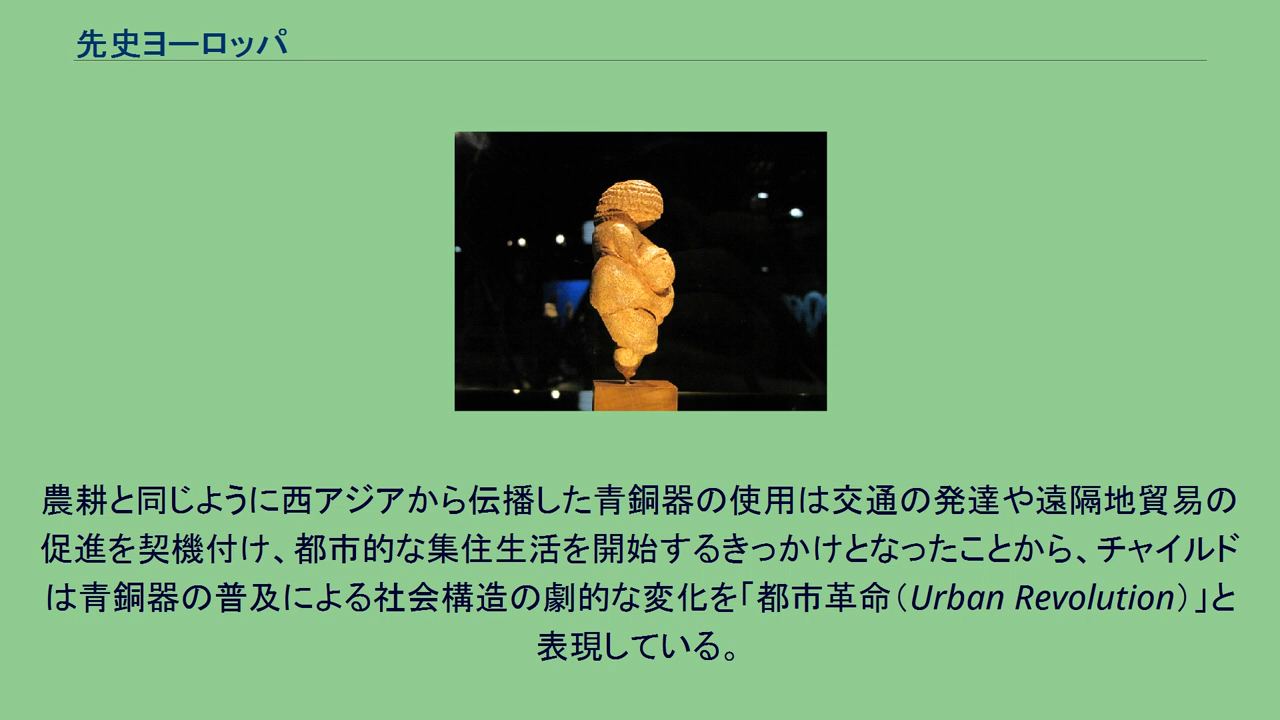 先史ヨーロッパ
農耕と同じように西アジアから伝播した青銅器の使用は交通の発達や遠隔地貿易の
促進を契機付け、都市的な集住生活を開始するきっかけとなったことから、チャイルド
は青銅器の普及による社会構造の劇的な変化を「都市革命（Urban Revolution）」と
表現している。